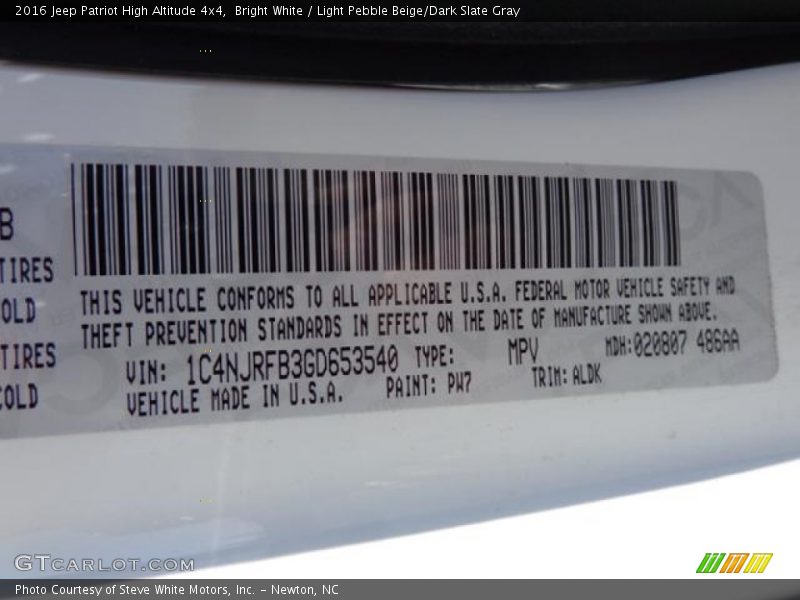 2016 Jeep Patriot High Altitude 4x4,  Bright White / Light Pebble Beige/Dark Slate Gray
B
TIRES
COLD
TIRES
COLD
THIS VEHICLE CONFORMS TO ALL APPLICABLE U.S.A. FEDERAL MOTOR VEHICLE SAFETY AND
THEFT PREVENTION STANDARDS IN EFFECT ON THE DATE OF MANUFACTURE SHOWN ABOVE.
VIN: 1C4NJRFB3GD653540 TYPE: MPV MDH:020807 486AA
VEHICLE MADE IN U.S.A. PAINT: PW7 TRIM: ALDK
GTCARLOT.COM
Photo Courtesy of Steve White Motors, Inc. – Newton, NC